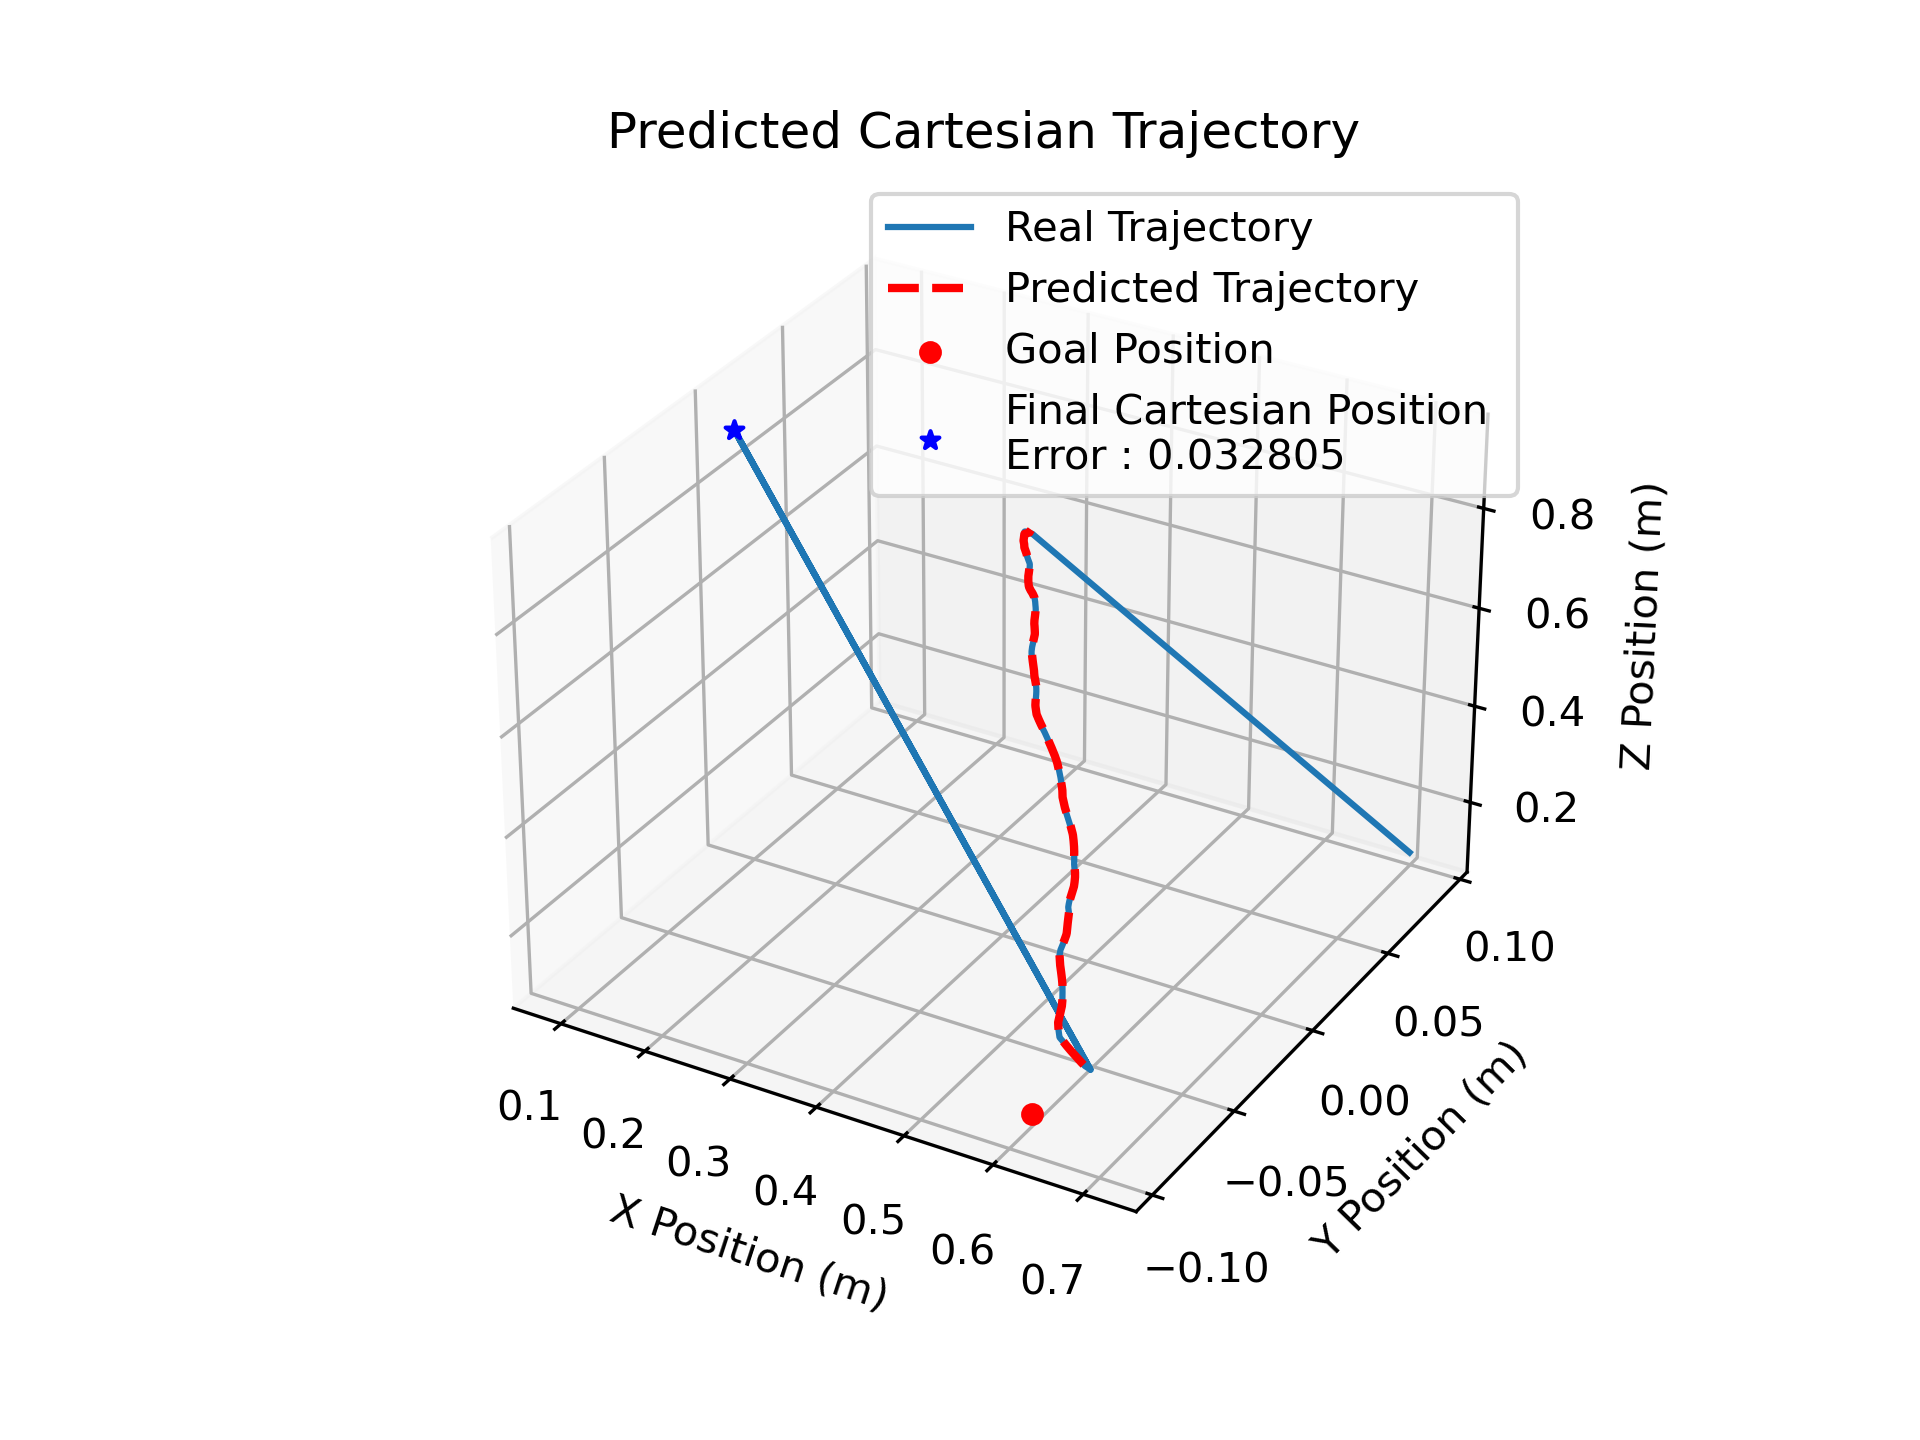 Predicted Cartesian Trajectory
Real Trajectory
Predicted Trajectory
Goal Position
Final Cartesian Position
Error : 0.032805
0.8
0.6
0.4
0.2
Z Position (m)
0.10
0.05
0.00
−0.05
−0.10
Y Position (m)
0.1
0.2
0.3
0.4
0.5
0.6
0.7
X Position (m)